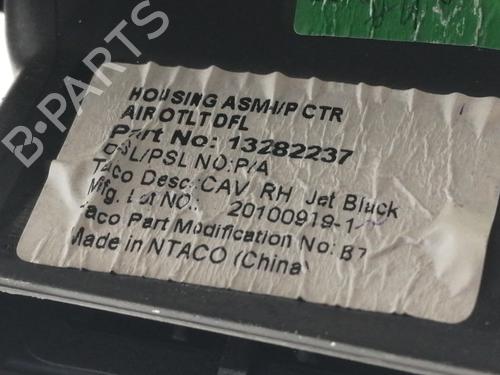 B-PARTS
HOUSING ASM-I/P CTR
AIR OTLT DFL
Part No: 13282237
/PSL NO:P/A
Taco Desc: CAV RH Jet Black
Mfg. Lot NO.: 20100919-1
Taco Part Modification No: B7
Made in NTACO (China)